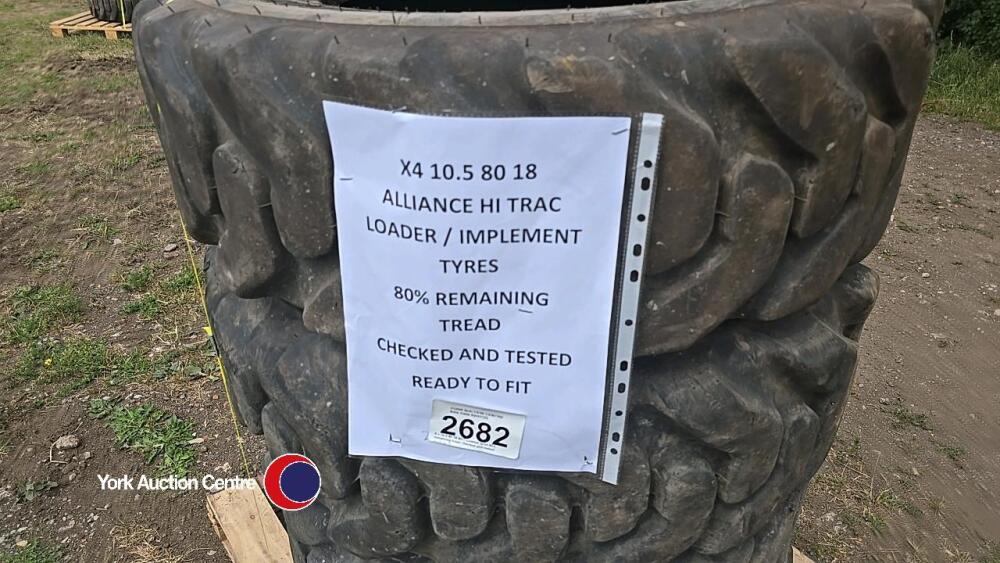 X4 10.5 80 18
ALLIANCE HI TRAC
LOADER / IMPLEMENT
TYRES
80% REMAINING
TREAD
CHECKED AND TESTED
READY TO FIT
2682
York Auction Centre